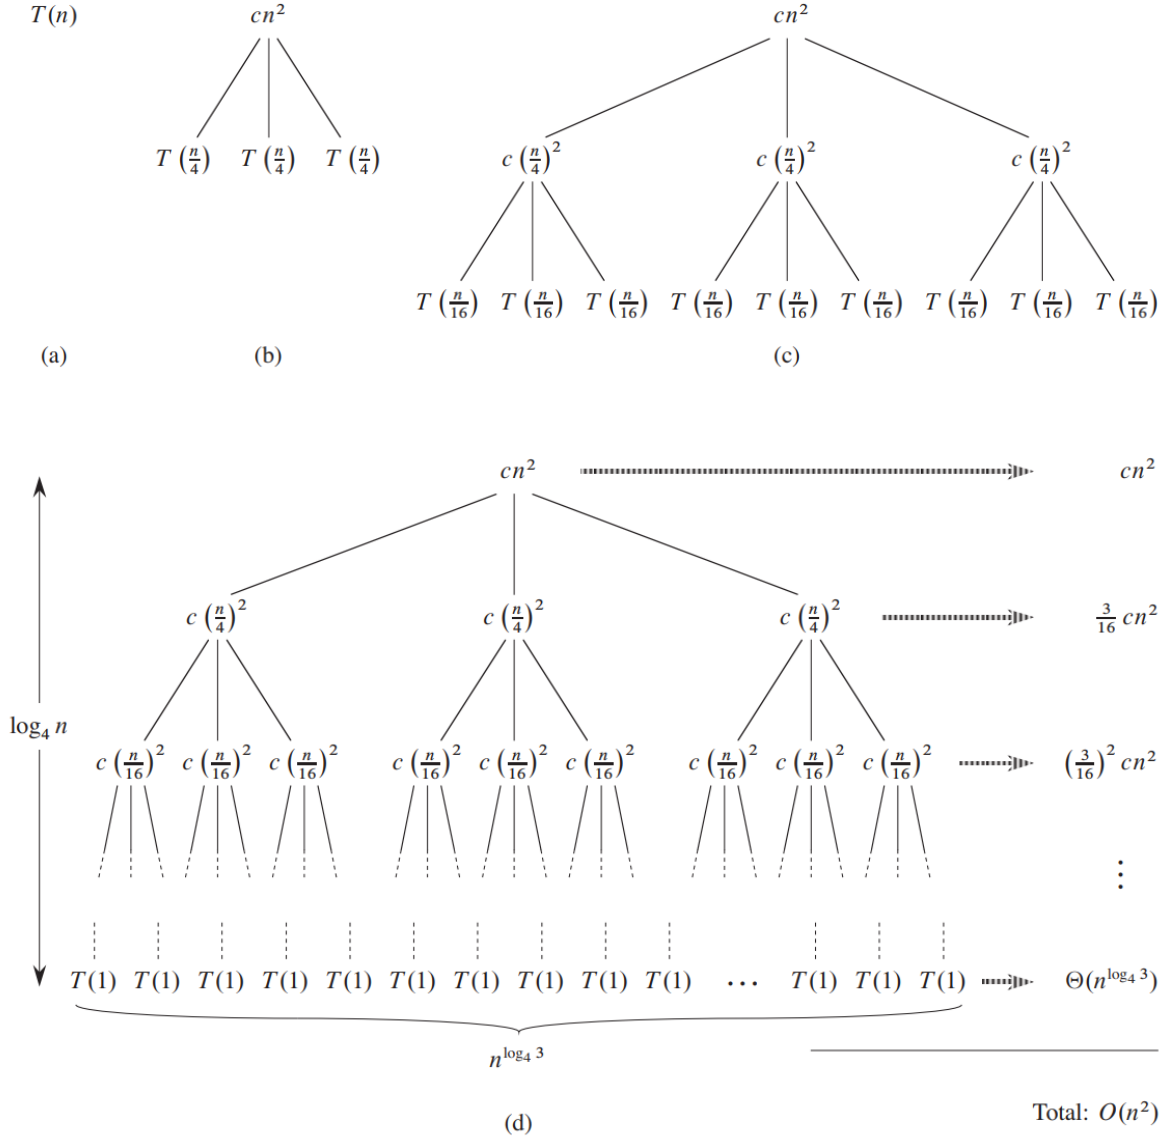 T(n) cn² cn²
T(n/4) T(n/4) T(n/4) c(n/4)² c(n/4)² c(n/4)²
T(n/16) T(n/16) T(n/16) T(n/16) T(n/16) T(n/16) T(n/16) T(n/16) T(n/16)
(a) (b) (c)
cn² cn²
c(n/4)² c(n/4)² c(n/4)² 3/16 cn²
log₄ n
c(n/16)² c(n/16)² c(n/16)² c(n/16)² c(n/16)² c(n/16)² c(n/16)² c(n/16)² c(n/16)² (3/16)² cn²
⋮
T(1) T(1) T(1) T(1) T(1) T(1) T(1) T(1) T(1) T(1) … T(1) T(1) T(1) Θ(n^(log₄ 3))
n^(log₄ 3)
(d) Total: O(n²)